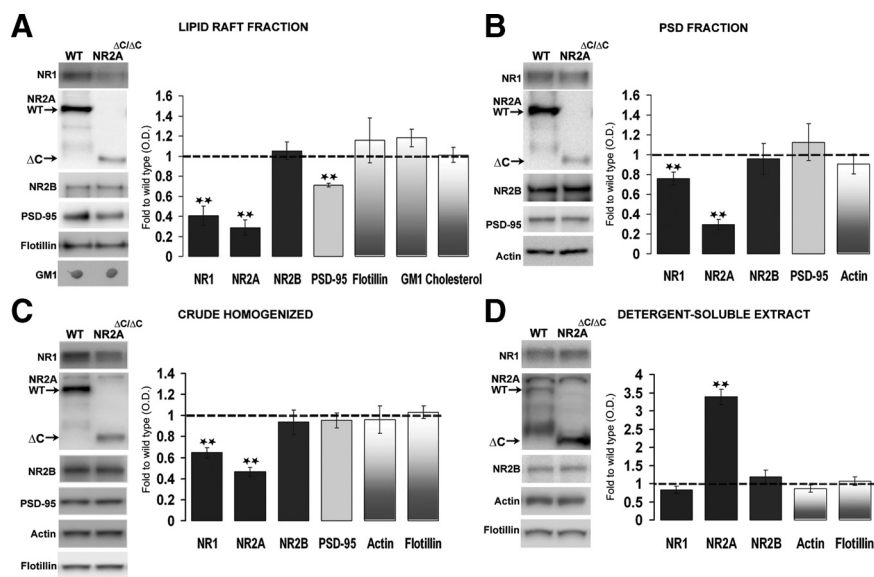 A
LIPID RAFT FRACTION
WT NR2A ΔC/ΔC
NR1
NR2A
WT→
ΔC→
NR2B
PSD-95
Flotillin
GM1
Fold to wild type (O.D.)
1.6
1.4
1.2
1
0.8
0.6
0.4
0.2
0
★★ ★★ ★★
NR1 NR2A NR2B PSD-95 Flotillin GM1 Cholesterol
B
PSD FRACTION
WT NR2A ΔC/ΔC
NR1
NR2A
WT→
ΔC→
NR2B
PSD-95
Actin
Fold to wild type (O.D.)
1.6
1.4
1.2
1
0.8
0.6
0.4
0.2
0
★★ ★★
NR1 NR2A NR2B PSD-95 Actin
C
CRUDE HOMOGENIZED
WT NR2A ΔC/ΔC
NR1
NR2A
WT→
ΔC→
NR2B
PSD-95
Actin
Flotillin
Fold to wild type (O.D.)
1.6
1.4
1.2
1
0.8
0.6
0.4
0.2
0
★★ ★★
NR1 NR2A NR2B PSD-95 Actin Flotillin
D
DETERGENT-SOLUBLE EXTRACT
WT NR2A ΔC/ΔC
NR1
NR2A
WT→
ΔC→
NR2B
Actin
Flotillin
Fold to wild type (O.D.)
3.5
3
2.5
2
1.5
1
0.5
0
★★
NR1 NR2A NR2B Actin Flotillin